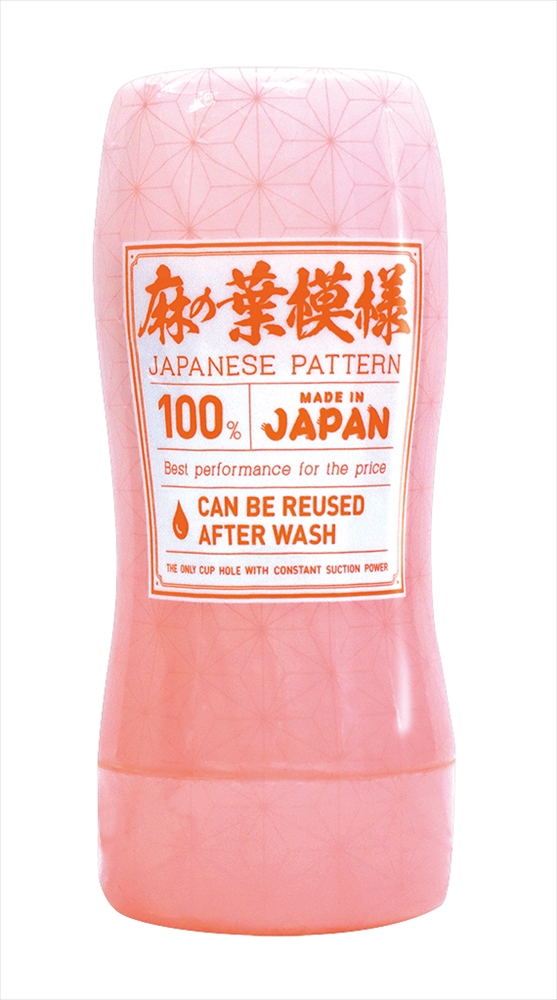 麻の葉模様
JAPANESE PATTERN
100%
MADE IN
JAPAN
Best performance for the price
CAN BE REUSED
AFTER WASH
THE ONLY CUP HOLE WITH CONSTANT SUCTION POWER